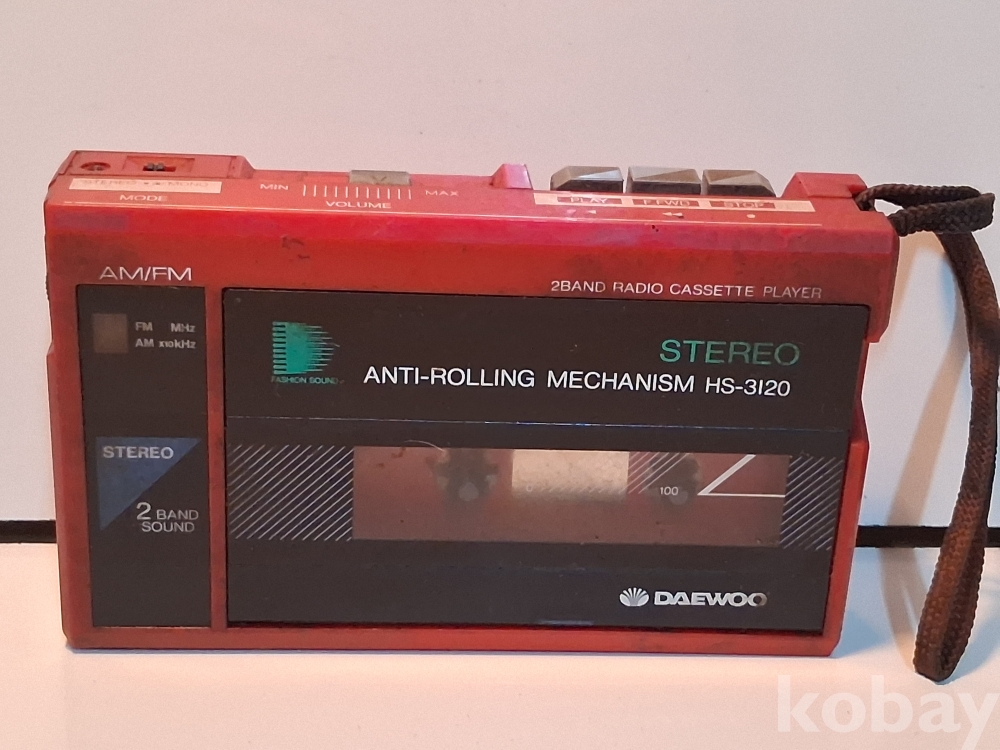 STEREO MONO
MODE
MIN MAX
VOLUME
PLAY F.FWD STOP
AM/FM
2BAND RADIO CASSETTE PLAYER
FM MHz
AM x10kHz
FASHION SOUND
STEREO
ANTI-ROLLING MECHANISM HS-3120
STEREO
2 BAND
SOUND
0 100
DAEWOO
kobay